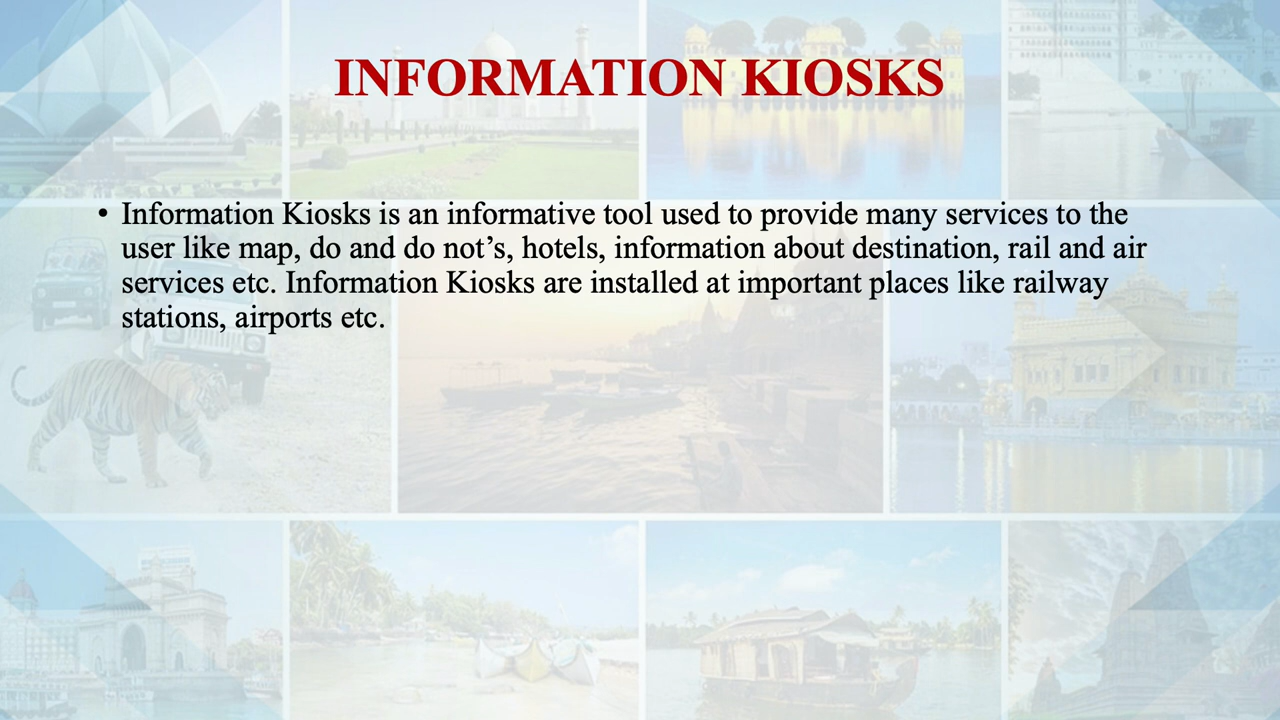 INFORMATION KIOSKS
• Information Kiosks is an informative tool used to provide many services to the
user like map, do and do not’s, hotels, information about destination, rail and air
services etc. Information Kiosks are installed at important places like railway
stations, airports etc.